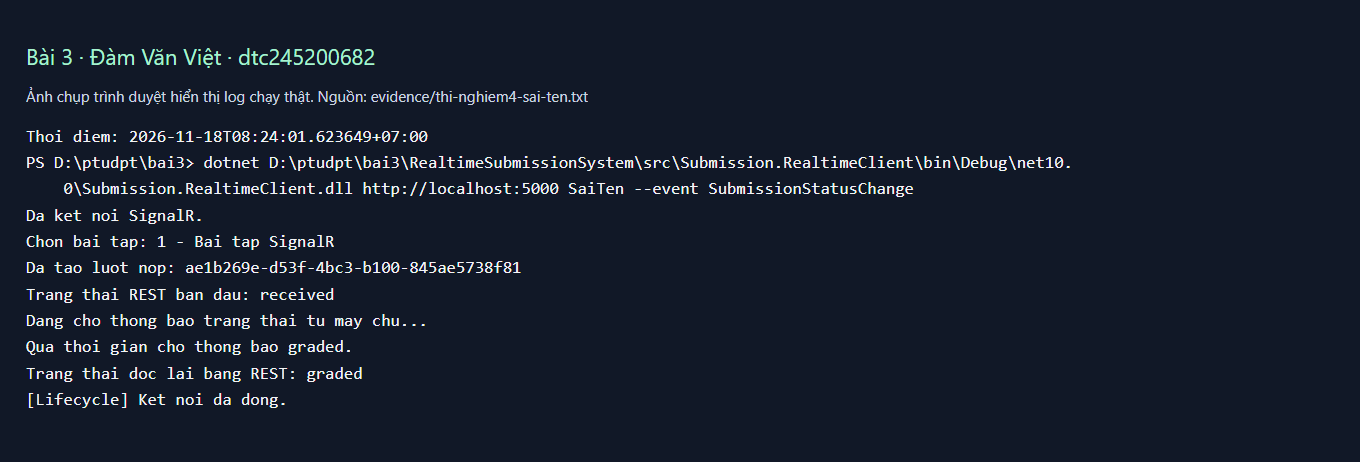 Bài 3 · Đàm Văn Việt · dtc245200682
Ảnh chụp trình duyệt hiển thị log chạy thật. Nguồn: evidence/thi-nghiem4-sai-ten.txt
Thoi diem: 2026-11-18T08:24:01.623649+07:00
PS D:\ptudpt\bai3> dotnet D:\ptudpt\bai3\RealtimeSubmissionSystem\src\Submission.RealtimeClient\bin\Debug\net10.
0\Submission.RealtimeClient.dll http://localhost:5000 SaiTen --event SubmissionStatusChange
Da ket noi SignalR.
Chon bai tap: 1 - Bai tap SignalR
Da tao luot nop: ae1b269e-d53f-4bc3-b100-845ae5738f81
Trang thai REST ban dau: received
Dang cho thong bao trang thai tu may chu...
Qua thoi gian cho thong bao graded.
Trang thai doc lai bang REST: graded
[Lifecycle] Ket noi da dong.